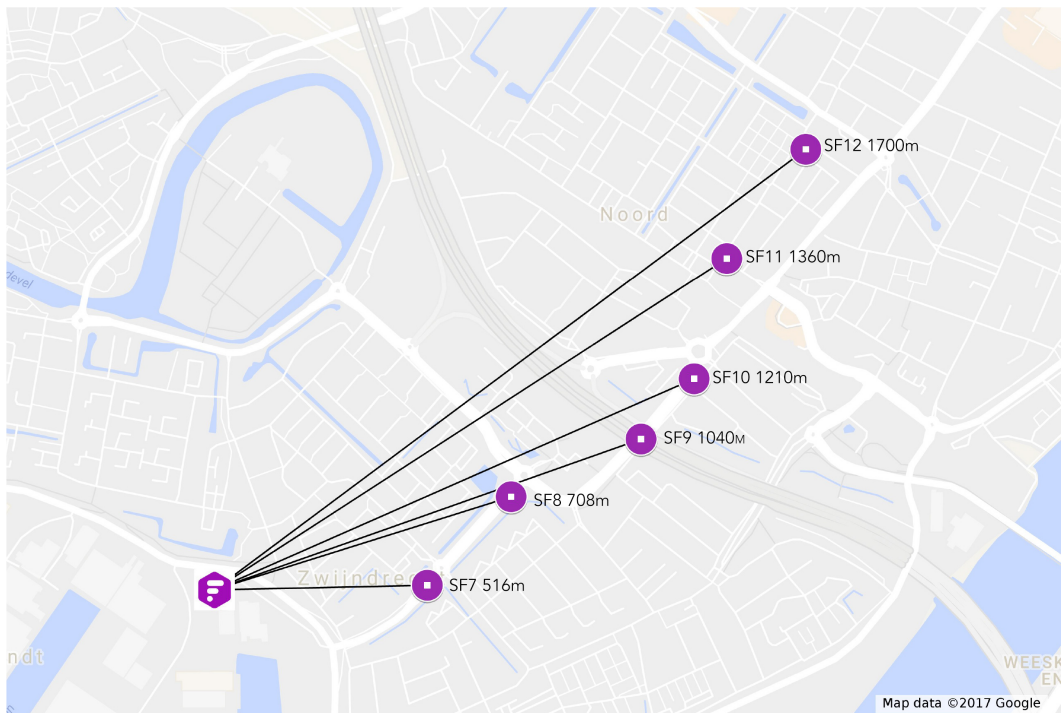 SF12 1700m
Noord
SF11 1360m
devel
SF10 1210m
SF9 1040M
SF8 708m
Zwijndrecht
SF7 516m
ndt
WEESK
EN
Map data ©2017 Google